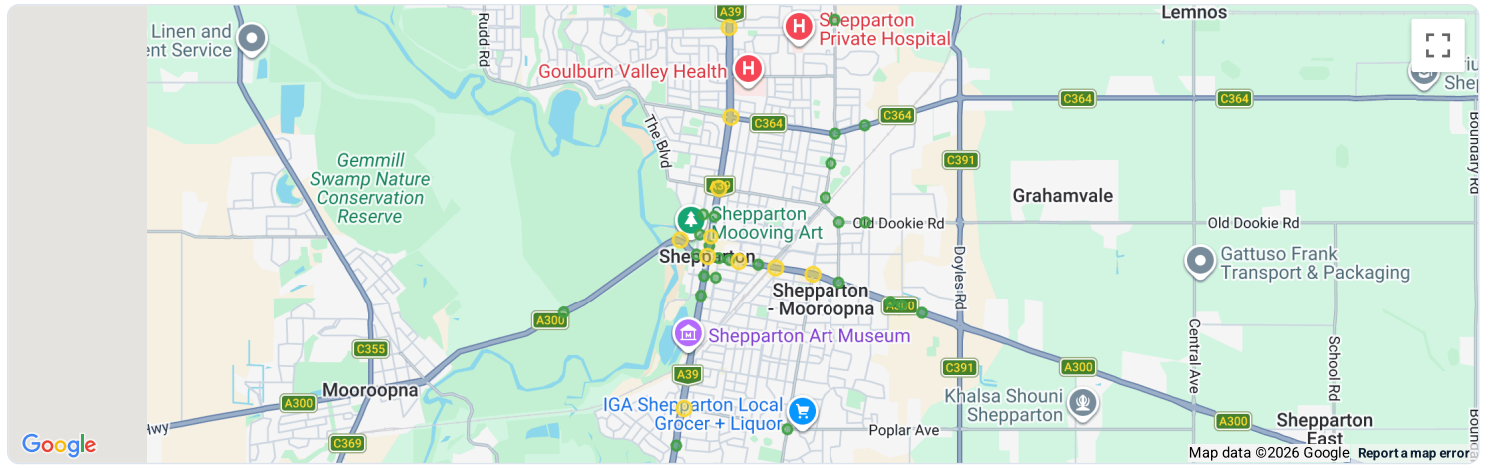 Lemnos
A39
Shepparton
Private Hospital
Linen and
ent Service
Rudd Rd
Goulburn Valley Health
C364
C364
C364
C364
The Blvd
Boundary Rd
Gemmill
Swamp Nature
Conservation
Reserve
C391
A39
Grahamvale
Shepparton
Moooving Art
Old Dookie Rd
Old Dookie Rd
Shepparton
Gattuso Frank
Transport & Packaging
Doyles Rd
Shepparton
- Mooroopna
A300
A300
Shepparton Art Museum
Central Ave
School Rd
C355
A39
C391
A300
Mooroopna
A300
Khalsa Shouni
Shepparton
IGA Shepparton Local
Grocer + Liquor
A300
Shepparton
East
Hwy
Poplar Ave
C369
Google
Map data ©2026 Google
Report a map error